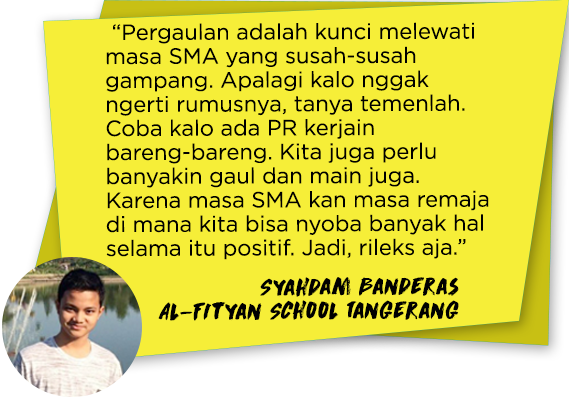 “Pergaulan adalah kunci melewati
masa SMA yang susah-susah
gampang. Apalagi kalo nggak
ngerti rumusnya, tanya temenlah.
Coba kalo ada PR kerjain
bareng-bareng. Kita juga perlu
banyakin gaul dan main juga.
Karena masa SMA kan masa remaja
di mana kita bisa nyoba banyak hal
selama itu positif. Jadi, rileks aja.”
SYAHDAM BANDERAS
AL-FITYAN SCHOOL TANGERANG